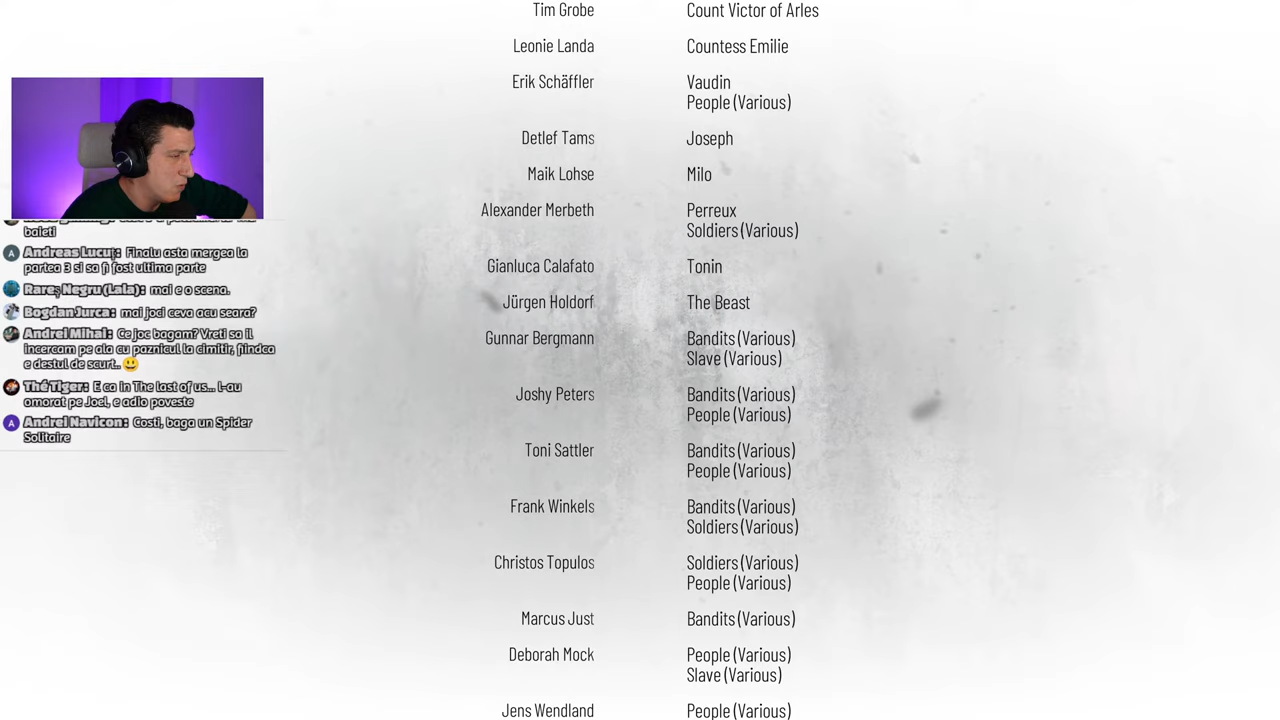 Tim Grobe Count Victor of Arles
Leonie Landa Countess Emilie
Erik Schäffler Vaudin
People (Various)
Detlef Tams Joseph
Maik Lohse Milo
Alexander Merbeth Perreux
Soldiers (Various)
Gianluca Calafato Tonin
Jürgen Holdorf The Beast
Gunnar Bergmann Bandits (Various)
Slave (Various)
Joshy Peters Bandits (Various)
People (Various)
Toni Sattler Bandits (Various)
People (Various)
Frank Winkels Bandits (Various)
Soldiers (Various)
Christos Topulos Soldiers (Various)
People (Various)
Marcus Just Bandits (Various)
Deborah Mock People (Various)
Slave (Various)
Jens Wendland People (Various)
baieti
A Andreas Lucuț: Finalu asta mergea la
partea 3 si sa fi fost ultima parte
Rareș Negru (Lala): mai e o scena.
Bogdan Jurca: mai joci ceva acu seara?
Andrei Mihai: Ce joc bagam? Vreti sa il
incercam pe ala cu paznicul la cimitir, fiindca
e destul de scurt.. 😃
Thé Tiger: E ca in The last of us... L-au
omorat pe Joel, e adio poveste
A Andrei Navicon: Costi, baga un Spider
Solitaire